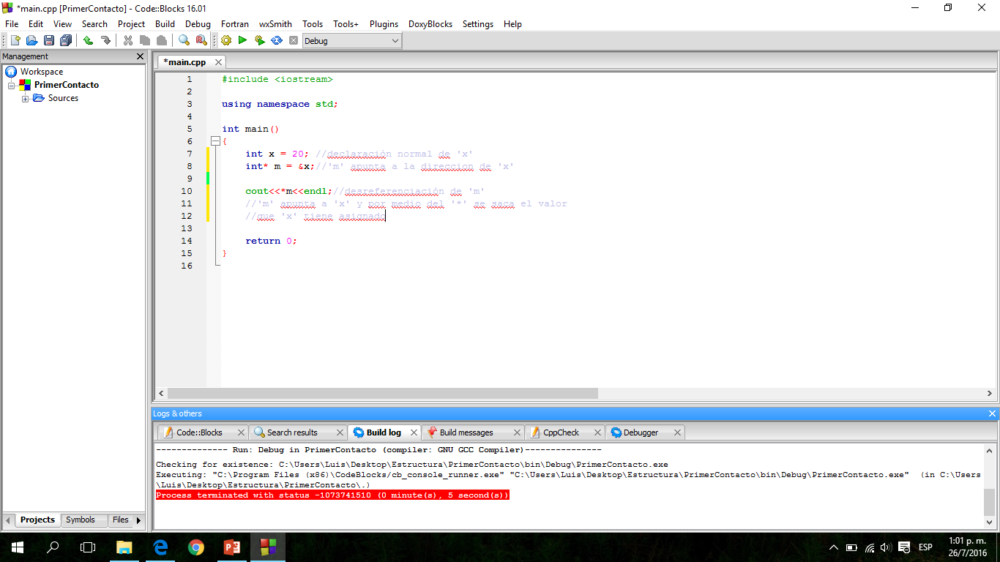 *main.cpp [PrimerContacto] - Code::Blocks 16.01
File Edit View Search Project Build Debug Fortran wxSmith Tools Tools+ Plugins DoxyBlocks Settings Help
Debug
Management
*main.cpp
Workspace
PrimerContacto
Sources
1 #include <iostream>
2
3 using namespace std;
4
5 int main()
6 {
7 int x = 20; //declaración normal de 'x'
8 int* m = &x;//'m' apunta a la direccion de 'x'
9
10 cout<<*m<<endl;//desreferenciación de 'm'
11 //'m' apunta a 'x' y por medio del '*' se saca el valor
12 //que 'x' tiene asignado
13
14 return 0;
15 }
16
Projects Symbols Files
Logs & others
Code::Blocks Search results Build log Build messages CppCheck Debugger
-------------- Run: Debug in PrimerContacto (compiler: GNU GCC Compiler)---------------
Checking for existence: C:\Users\Luis\Desktop\Estructura\PrimerContacto\bin\Debug\PrimerContacto.exe
Executing: "C:\Program Files (x86)\CodeBlocks/cb_console_runner.exe" "C:\Users\Luis\Desktop\Estructura\PrimerContacto\bin\Debug\PrimerContacto.exe"  (in C:\Users
\Luis\Desktop\Estructura\PrimerContacto\.)
Process terminated with status -1073741510 (0 minute(s), 5 second(s))
ESP
1:01 p. m.
26/7/2016